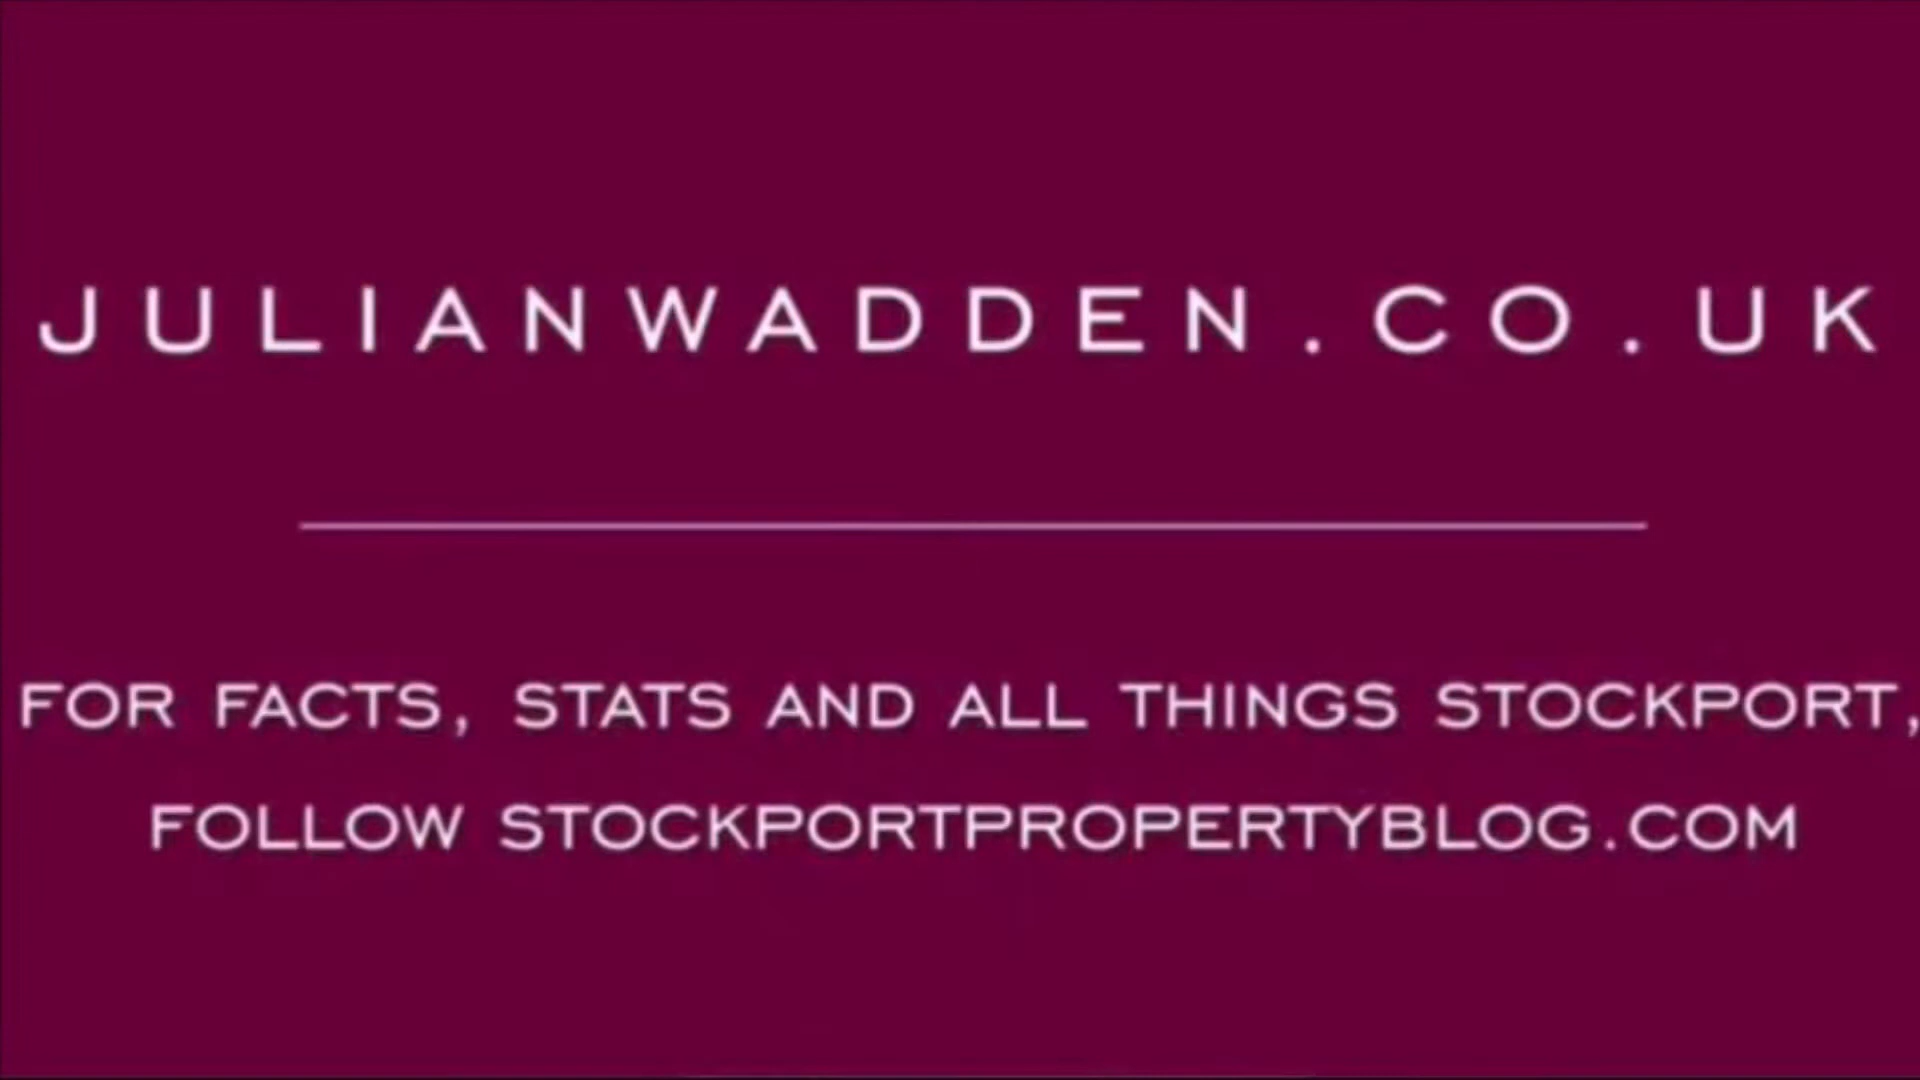 JULIANWADDEN.CO.UK
FOR FACTS, STATS AND ALL THINGS STOCKPORT,
FOLLOW STOCKPORTPROPERTYBLOG.COM